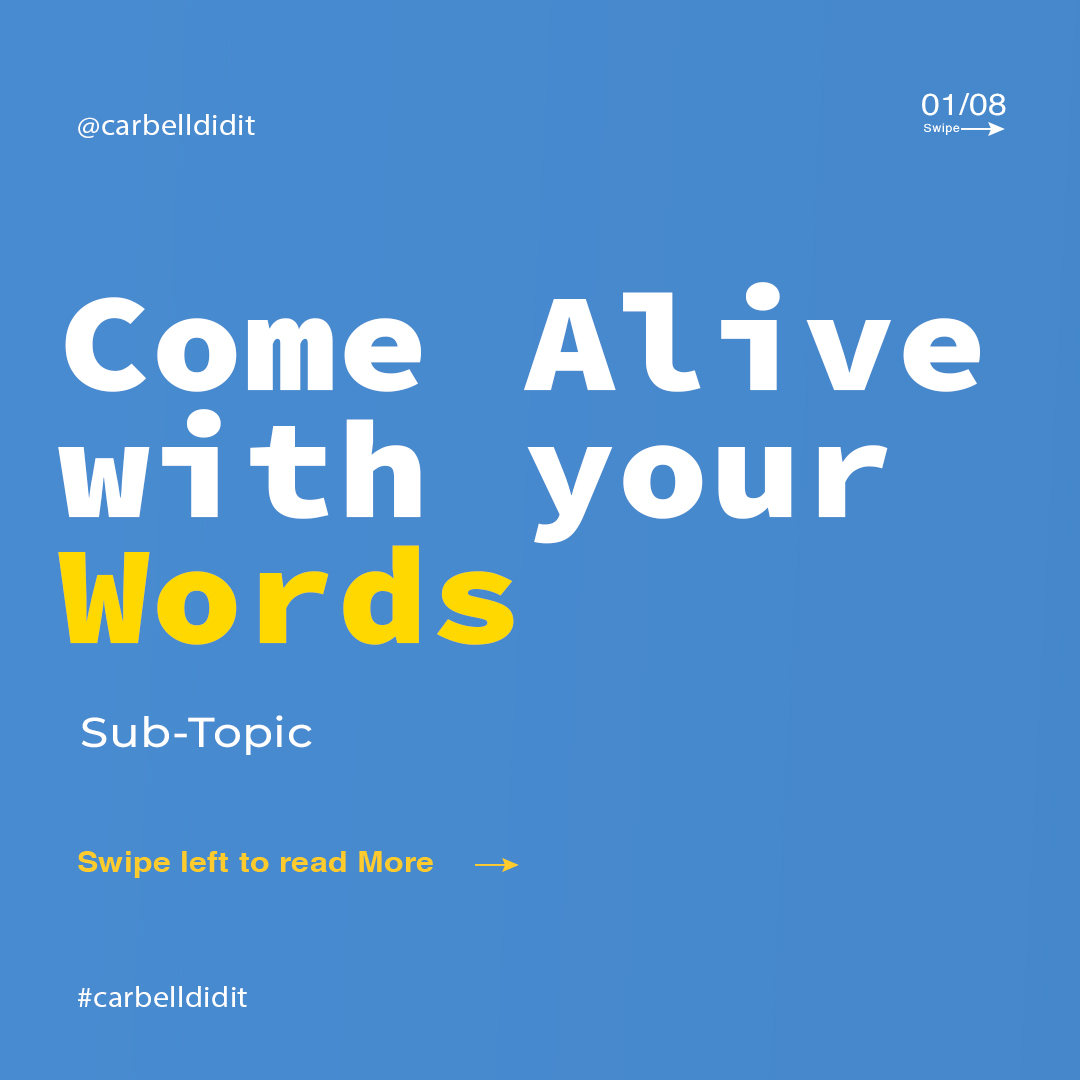 @carbelldidit
01/08
Swipe
Come Alive
with your
Words
Sub-Topic
Swipe left to read More
#carbelldidit